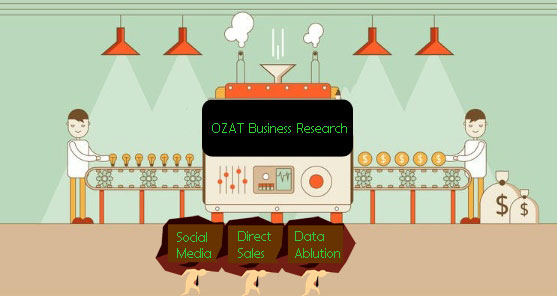 OZAT Business Research
$ $ $ $ $
$ $
Social
Media
Direct
Sales
Data
Ablution